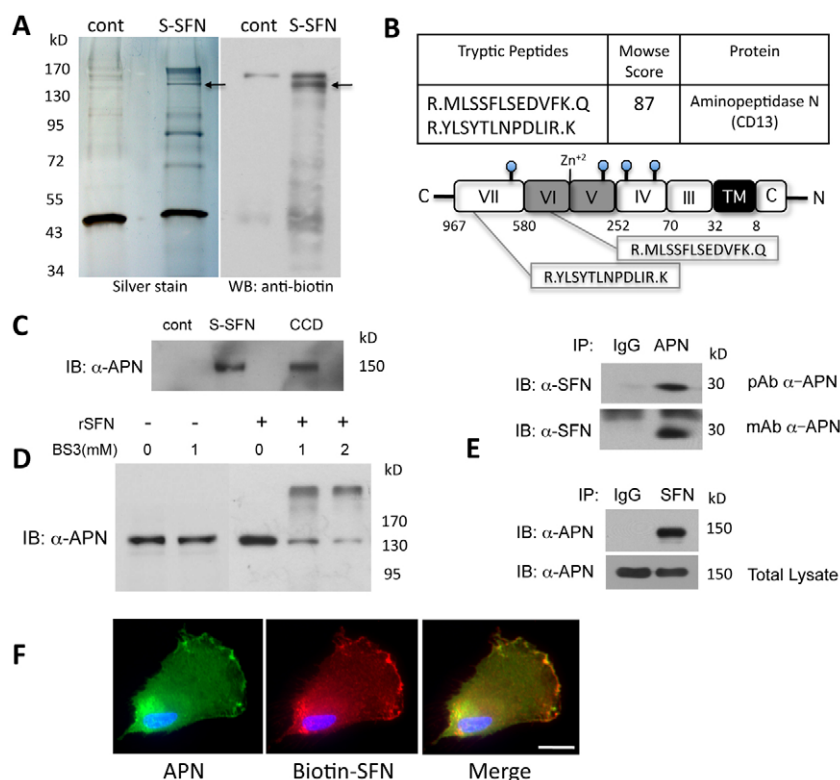 A
cont S-SFN cont S-SFN
kD
170
130
95
72
55
43
34
Silver stain WB: anti-biotin
B
Tryptic Peptides Mowse Score Protein
R.MLSSFLSEDVFK.Q
R.YLSYTLNPDLIR.K
87
Aminopeptidase N
(CD13)
Zn+2
C VII VI V IV III TM C N
967 580 252 70 32 8
R.MLSSFLSEDVFK.Q
R.YLSYTLNPDLIR.K
C
cont S-SFN CCD kD
IB: α-APN 150
D
rSFN - - + + +
BS3(mM) 0 1 0 1 2
kD
IB: α-APN
170
130
95
E
IP: IgG APN kD
IB: α-SFN 30 pAb α-APN
IB: α-SFN 30 mAb α-APN
IP: IgG SFN kD
IB: α-APN 150
IB: α-APN 150 Total Lysate
F
APN Biotin-SFN Merge